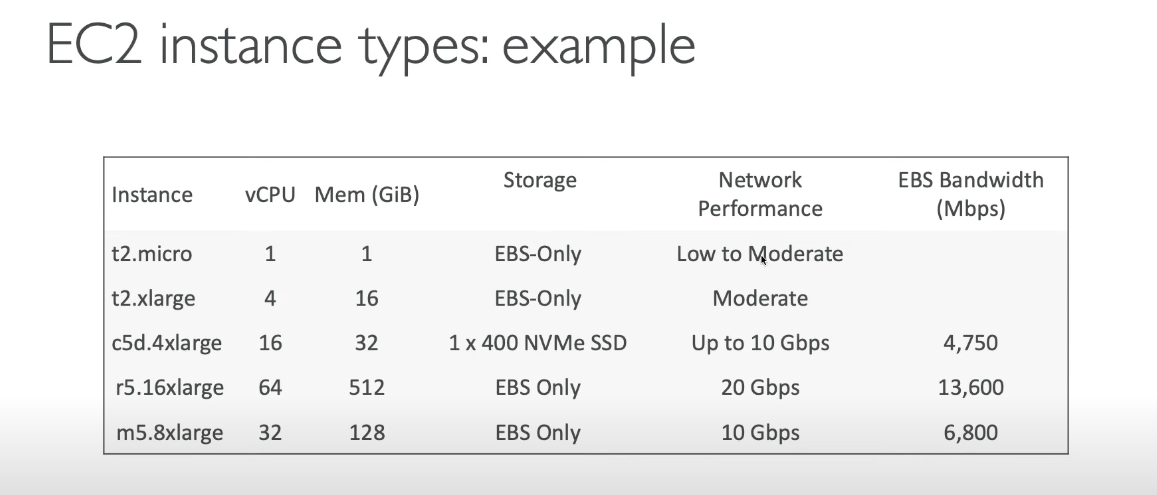 EC2 instance types: example
Instance vCPU Mem (GiB) Storage Network Performance EBS Bandwidth (Mbps)
t2.micro 1 1 EBS-Only Low to Moderate
t2.xlarge 4 16 EBS-Only Moderate
c5d.4xlarge 16 32 1 x 400 NVMe SSD Up to 10 Gbps 4,750
r5.16xlarge 64 512 EBS Only 20 Gbps 13,600
m5.8xlarge 32 128 EBS Only 10 Gbps 6,800